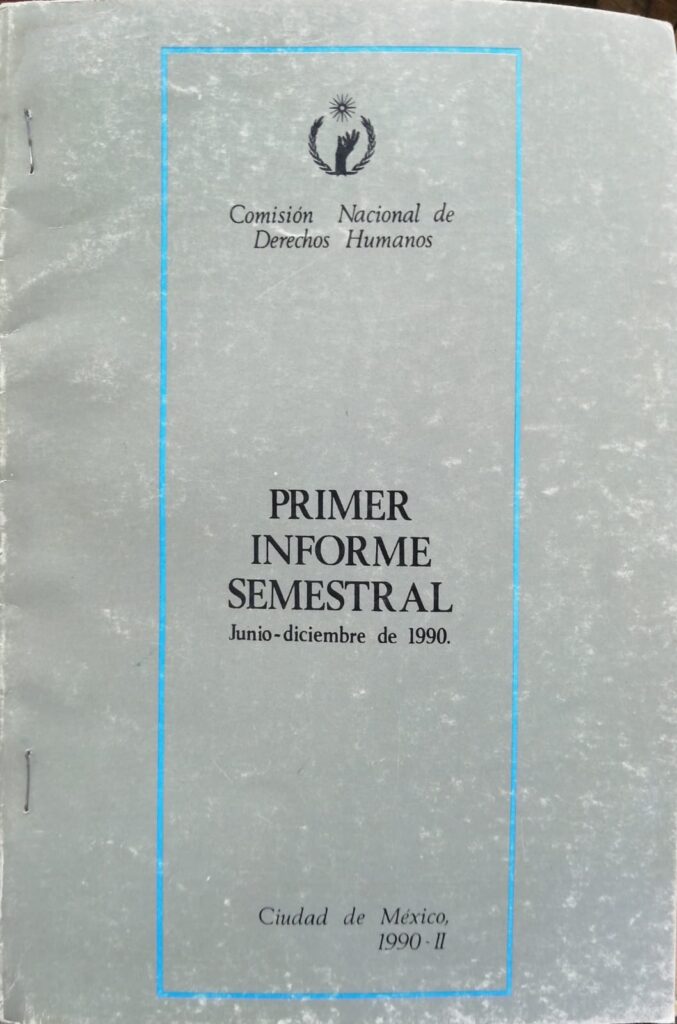 Comisión Nacional de
Derechos Humanos
PRIMER
INFORME
SEMESTRAL
Junio-diciembre de 1990.
Ciudad de México,
1990-II